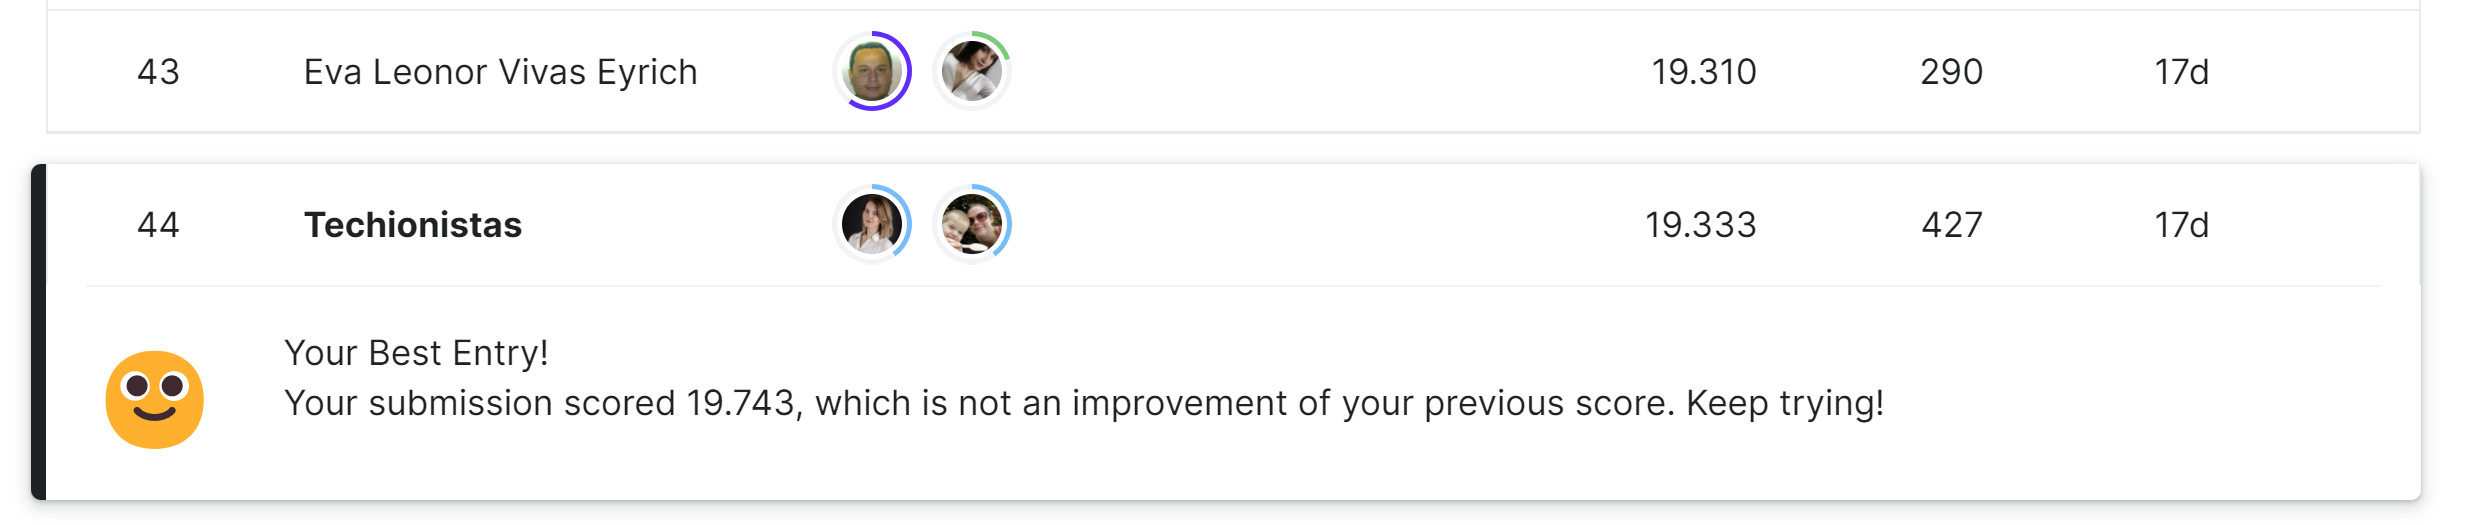 43 Eva Leonor Vivas Eyrich 19.310 290 17d
44 Techionistas 19.333 427 17d
Your Best Entry!
Your submission scored 19.743, which is not an improvement of your previous score. Keep trying!